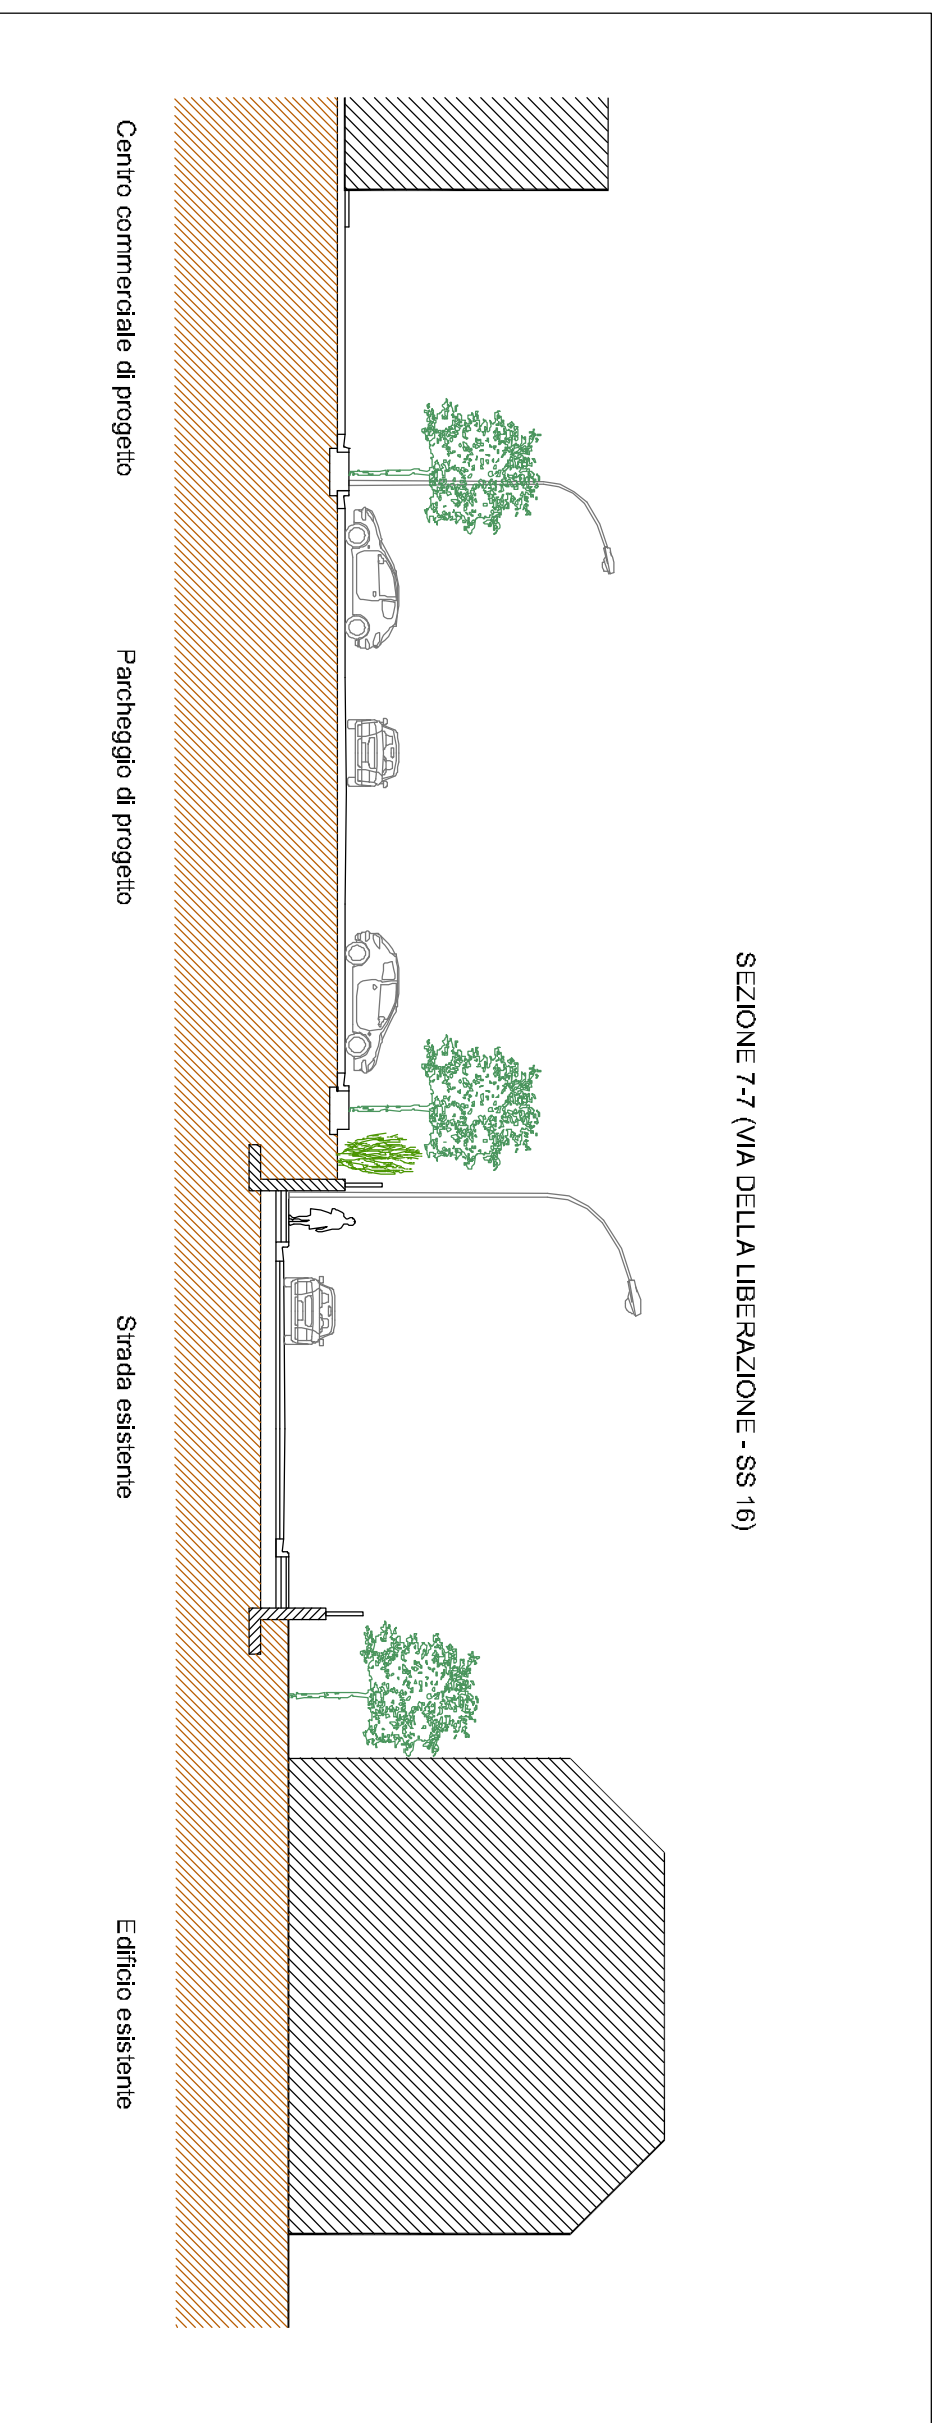 SEZIONE 7-7 (VIA DELLA LIBERAZIONE - SS 16)
Centro commerciale di progetto
Parcheggio di progetto
Strada esistente
Edificio esistente